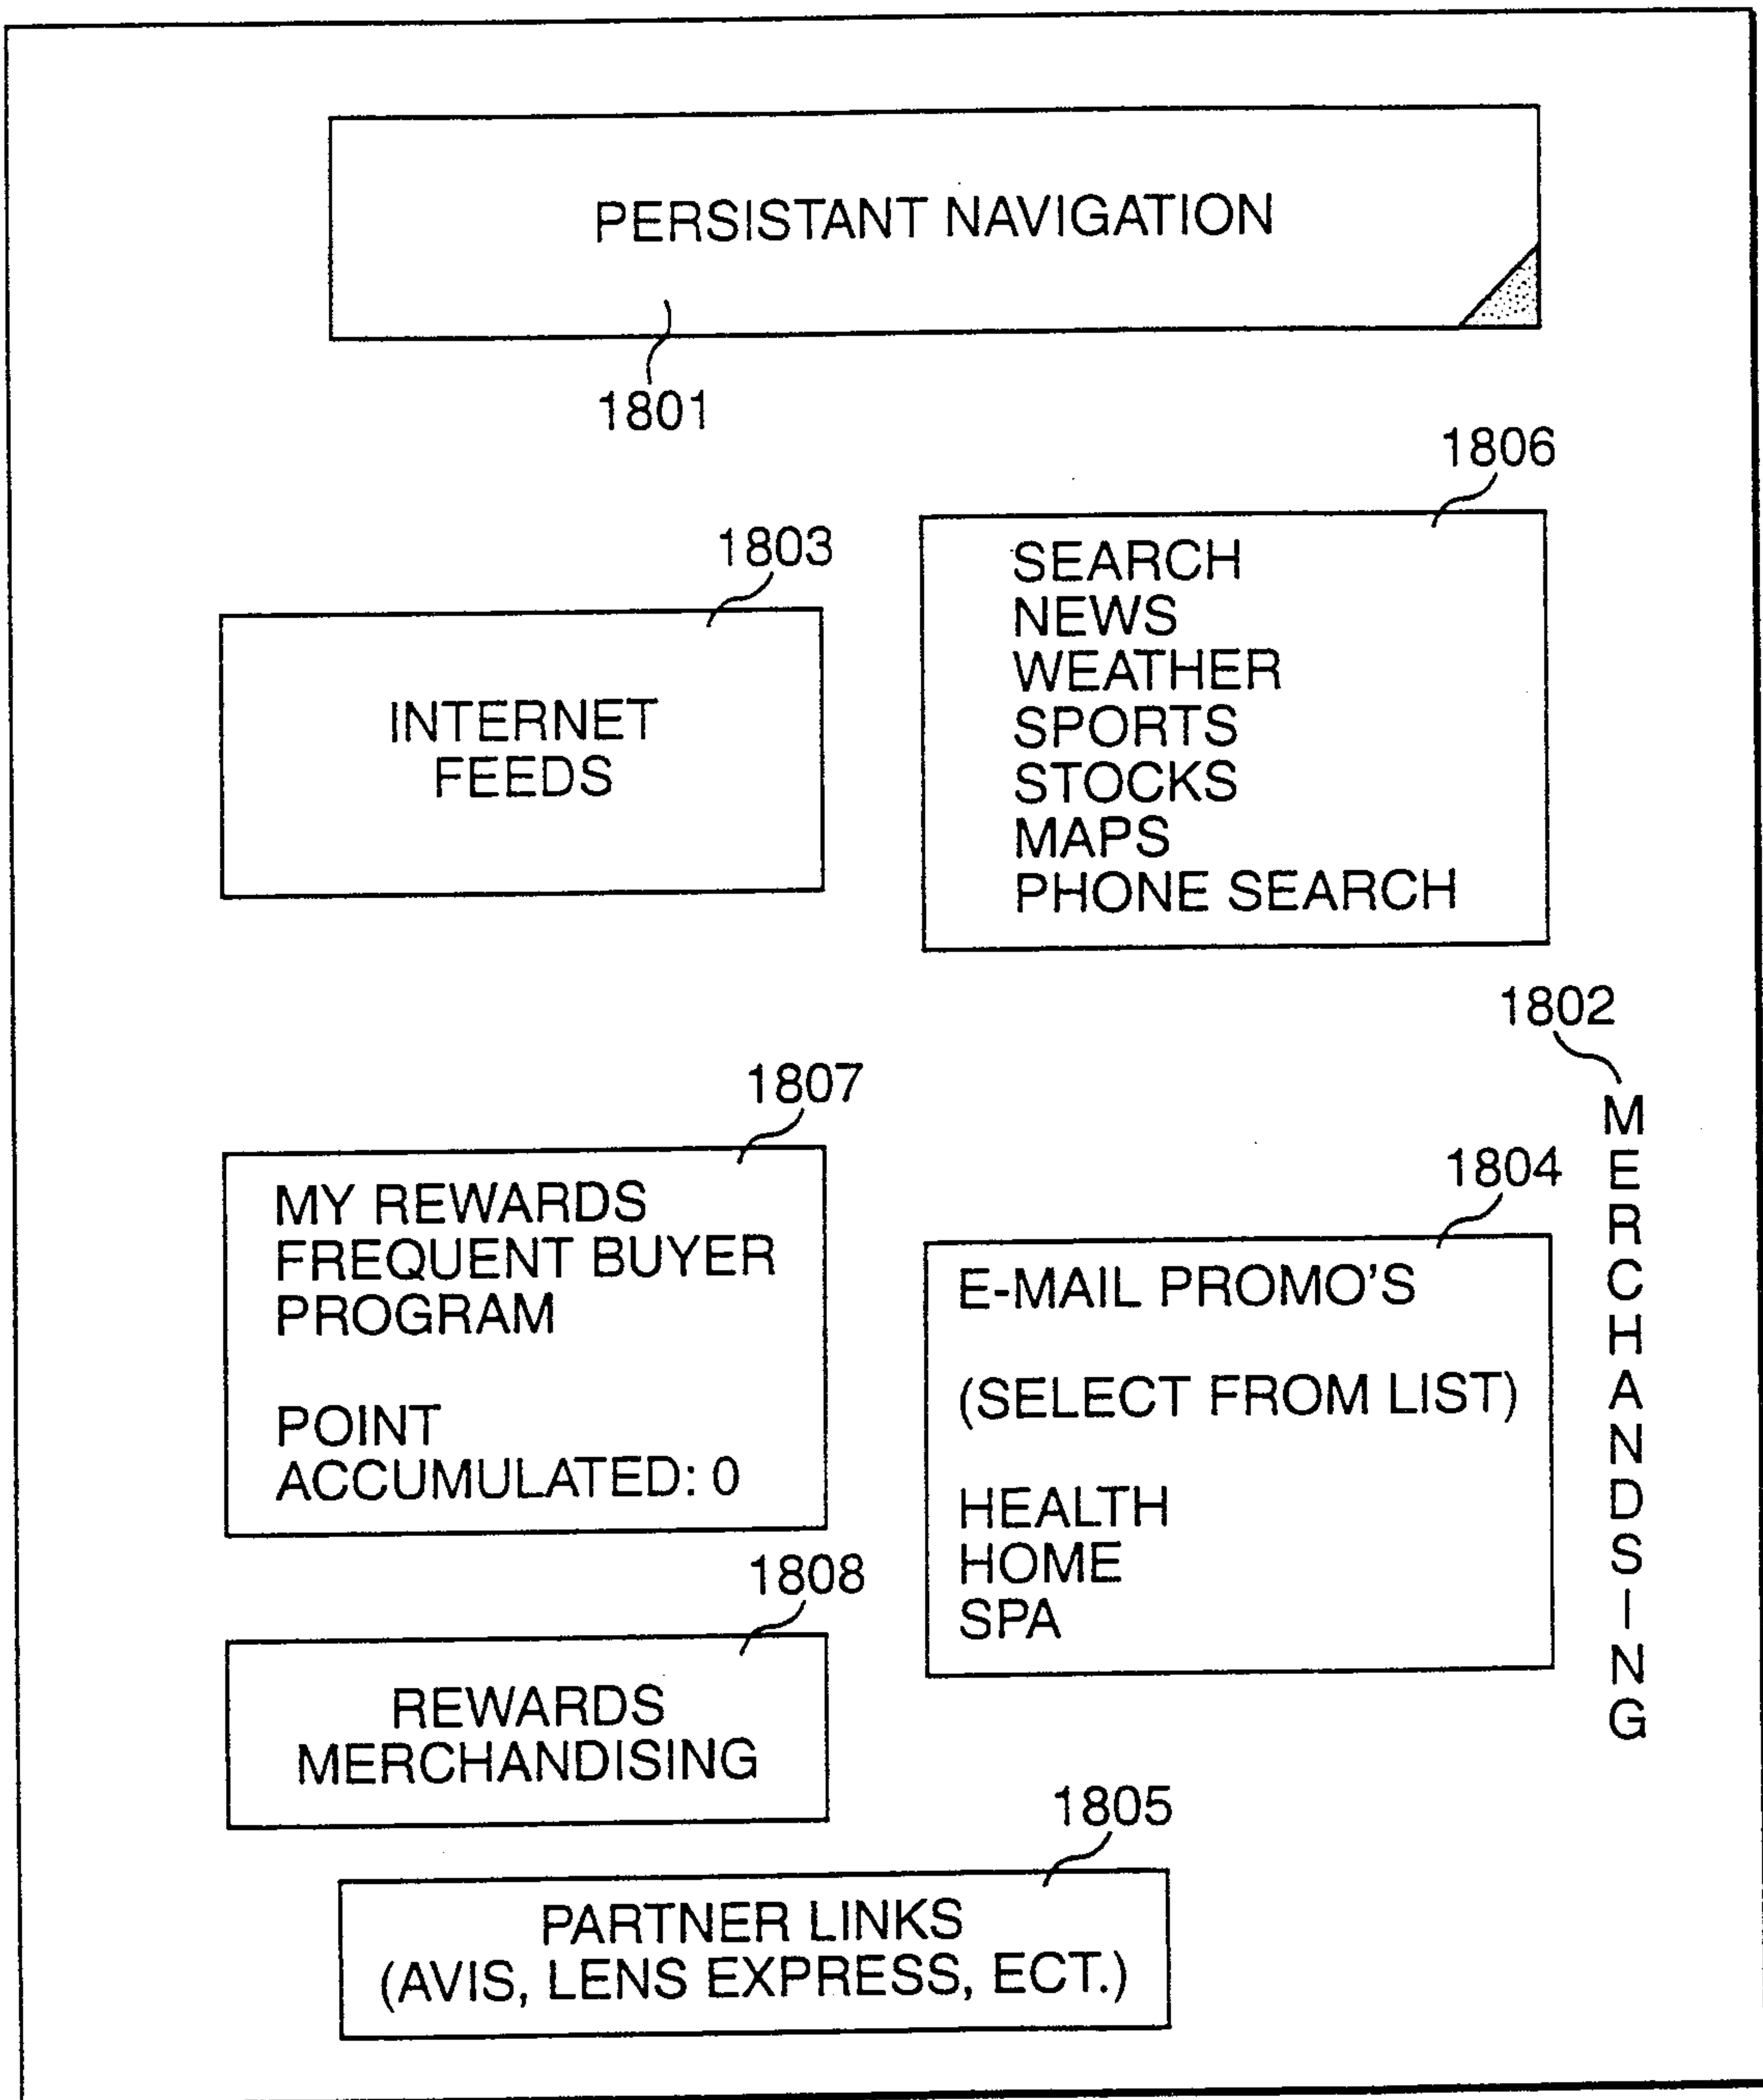 PERSISTANT NAVIGATION
1801
1806
SEARCH
NEWS
WEATHER
SPORTS
STOCKS
MAPS
PHONE SEARCH
1803
INTERNET
FEEDS
1802
MERCHANDSING
1807
MY REWARDS
FREQUENT BUYER
PROGRAM
POINT
ACCUMULATED: 0
1804
E-MAIL PROMO'S
(SELECT FROM LIST)
HEALTH
HOME
SPA
1808
REWARDS
MERCHANDISING
1805
PARTNER LINKS
(AVIS, LENS EXPRESS, ECT.)